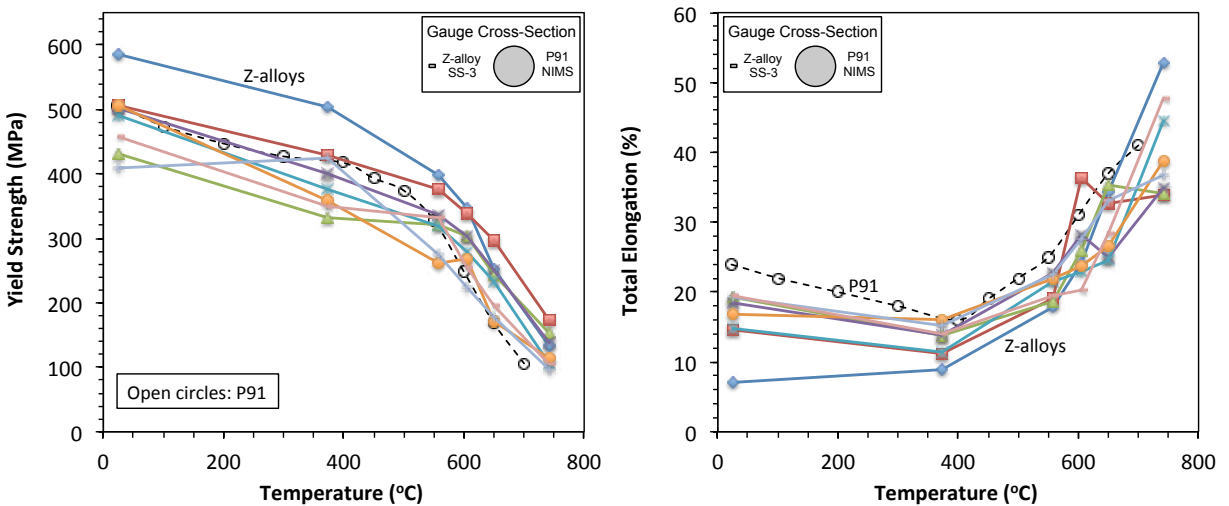 600
500
400
300
200
100
0
0
200
400
600
800
Yield Strength (MPa)
Temperature (ºC)
Gauge Cross-Section
Z-alloy
SS-3
P91
NIMS
Z-alloys
Open circles: P91
60
50
40
30
20
10
0
0
200
400
600
800
Total Elongation (%)
Temperature (ºC)
Gauge Cross-Section
Z-alloy
SS-3
P91
NIMS
P91
Z-alloys